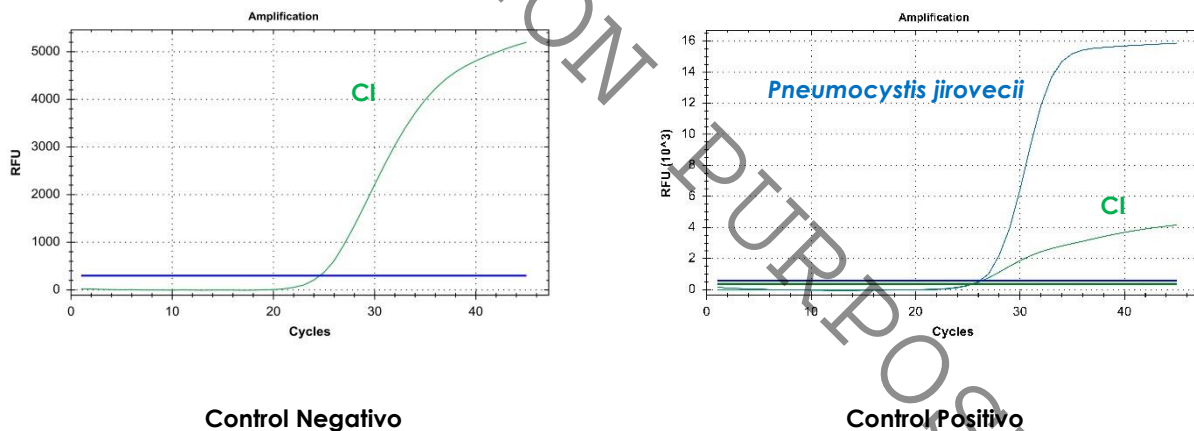 Amplification
5000
4000
3000
2000
1000
0
RFU
CI
0
10
20
30
40
Cycles
Control Negativo
Amplification
16
14
12
10
8
6
4
2
0
RFU (10^3)
Pneumocystis jirovecii
CI
0
10
20
30
40
Cycles
Control Positivo
PURPOS